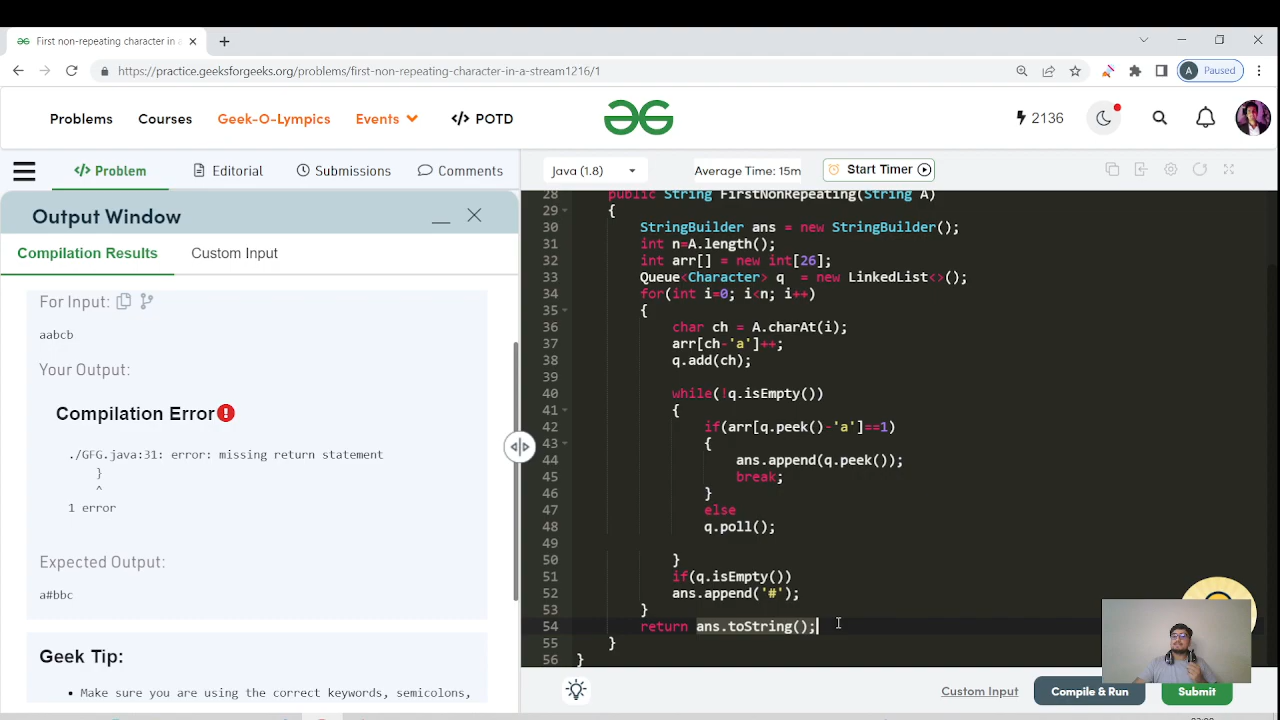 First non-repeating character in a
https://practice.geeksforgeeks.org/problems/first-non-repeating-character-in-a-stream1216/1
A Paused
Problems Courses Geek-O-Lympics Events </> POTD
2136
</> Problem Editorial Submissions Comments
Java (1.8) Average Time: 15m Start Timer
Output Window
Compilation Results Custom Input
For Input:
aabcb
Your Output:
Compilation Error
./GFG.java:31: error: missing return statement
}
^
1 error
Expected Output:
a#bbc
Geek Tip:
Make sure you are using the correct keywords, semicolons,
28 public String FirstNonRepeating(String A)
29 {
30 StringBuilder ans = new StringBuilder();
31 int n=A.length();
32 int arr[] = new int[26];
33 Queue<Character> q  = new LinkedList<>();
34 for(int i=0; i<n; i++)
35 {
36 char ch = A.charAt(i);
37 arr[ch-'a']++;
38 q.add(ch);
39
40 while(!q.isEmpty())
41 {
42 if(arr[q.peek()-'a']==1)
43 {
44 ans.append(q.peek());
45 break;
46 }
47 else
48 q.poll();
49
50 }
51 if(q.isEmpty())
52 ans.append('#');
53 }
54 return ans.toString();
55 }
56 }
Custom Input Compile & Run Submit